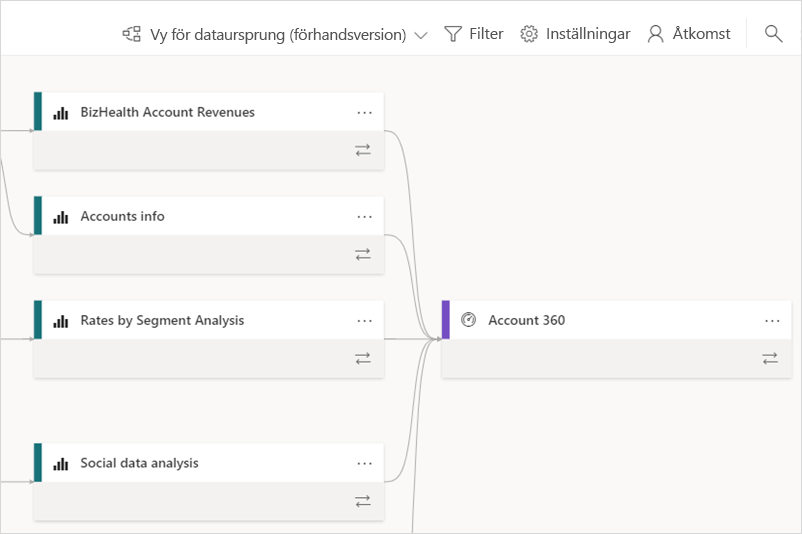 Vy för dataursprung (förhandsversion) Filter Inställningar Åtkomst
BizHealth Account Revenues
Accounts info
Rates by Segment Analysis
Account 360
Social data analysis